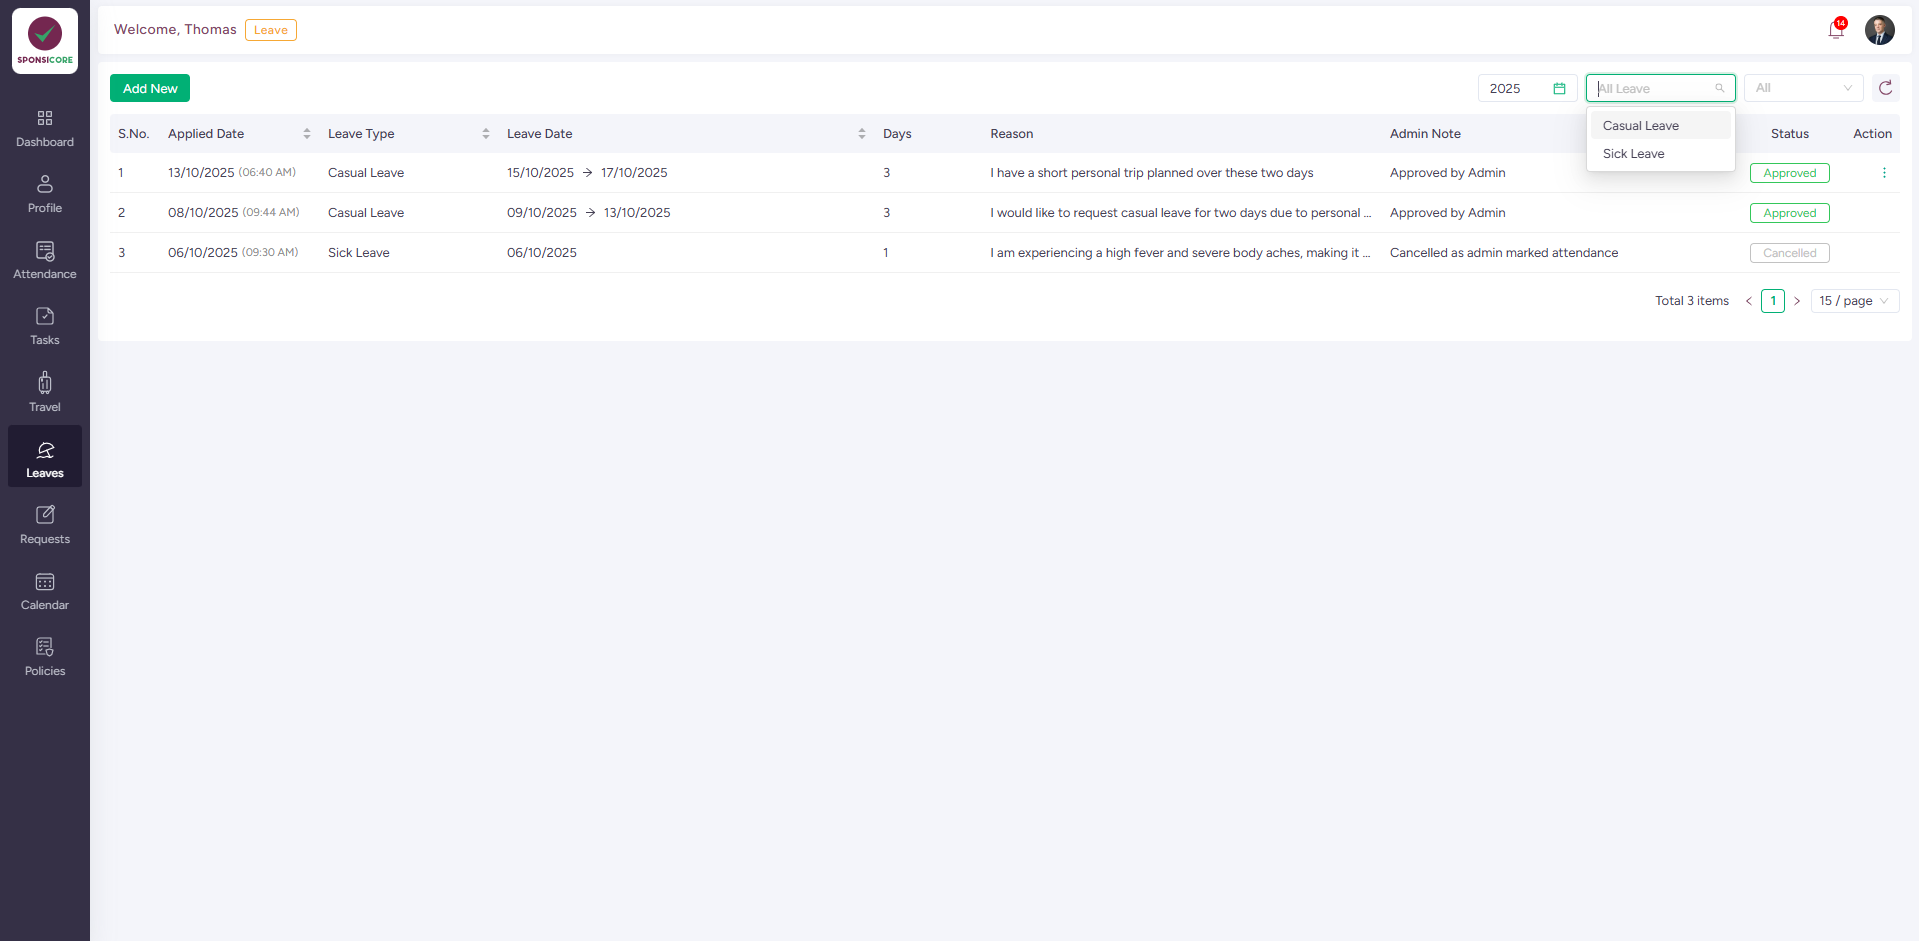 SPONSICORE
Welcome, Thomas
Leave
14
Dashboard
Profile
Attendance
Tasks
Travel
Leaves
Requests
Calendar
Policies
Add New
2025
All Leave
All
Casual Leave
Sick Leave
S.No. Applied Date Leave Type Leave Date Days Reason Admin Note Status Action
1 13/10/2025 (06:40 AM) Casual Leave 15/10/2025 → 17/10/2025 3 I have a short personal trip planned over these two days Approved by Admin Approved
2 08/10/2025 (09:44 AM) Casual Leave 09/10/2025 → 13/10/2025 3 I would like to request casual leave for two days due to personal ... Approved by Admin Approved
3 06/10/2025 (09:30 AM) Sick Leave 06/10/2025 1 I am experiencing a high fever and severe body aches, making it ... Cancelled as admin marked attendance Cancelled
Total 3 items < 1 > 15 / page